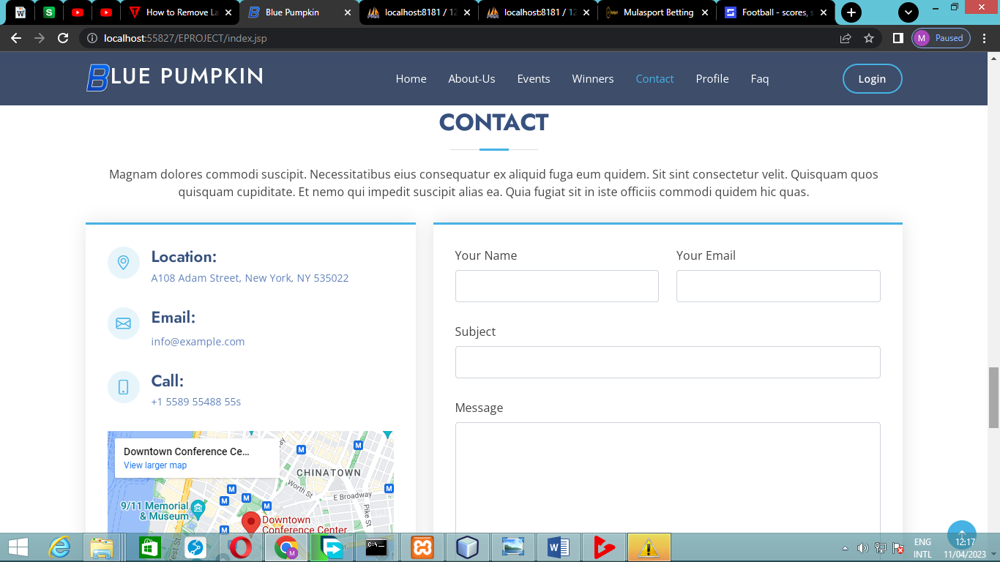 How to Remove La
Blue Pumpkin
localhost:8181 / 12
localhost:8181 / 12
Mulasport Betting
Football - scores, s
localhost:55827/EPROJECT/index.jsp
M
Paused
BLUE PUMPKIN
Home
About-Us
Events
Winners
Contact
Profile
Faq
Login
CONTACT
Magnam dolores commodi suscipit. Necessitatibus eius consequatur ex aliquid fuga eum quidem. Sit sint consectetur velit. Quisquam quos
quisquam cupiditate. Et nemo qui impedit suscipit alias ea. Quia fugiat sit in iste officiis commodi quidem hic quas.
Location:
A108 Adam Street, New York, NY 535022
Email:
info@example.com
Call:
+1 5589 55488 55s
Downtown Conference Ce...
View larger map
CHINATOWN
Worth St
E Broadway
Pike St
9/11 Memorial
& Museum
Downtown
Conference Center
Your Name
Your Email
Subject
Message
ENG
INTL
12:17
11/04/2023